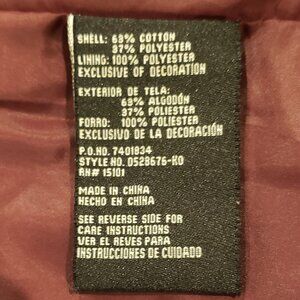 SHELL: 63% COTTON
37% POLYESTER
LINING: 100% POLYESTER
EXCLUSIVE OF DECORATION
EXTERIOR DE TELA:
63% ALGODÓN
37% POLIESTER
FORRO: 100% POLIESTER
EXCLUSIVO DE LA DECORACIÓN
P.O.NO. 7401834
STYLE NO. 0528676-KO
RN# 15101
MADE IN CHINA
HECHO EN CHINA
SEE REVERSE SIDE FOR
CARE INSTRUCTIONS
VER EL REVES PARA
INSTRUCCIONES DE CUIDADO